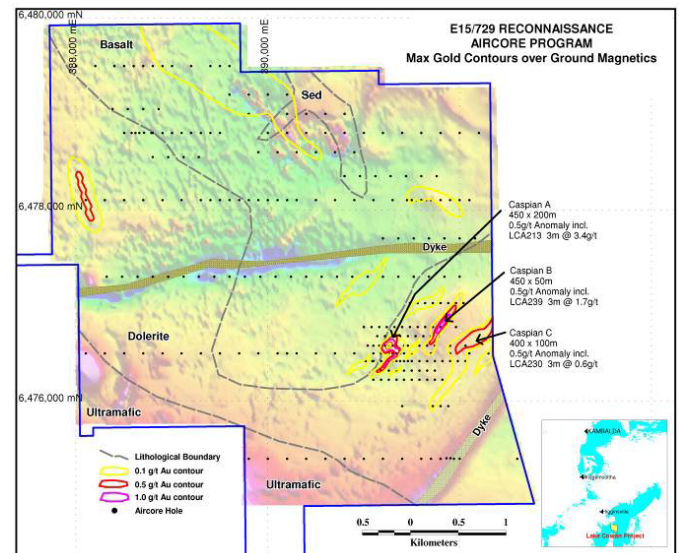 E15/729 RECONNAISSANCE
AIRCORE PROGRAM
Max Gold Contours over Ground Magnetics
6,480,000 mN
388,000 mE
390,000 mE
Basalt
Sed
6,478,000 mN
Caspian A
450 x 200m
0.5g/t Anomaly incl.
LCA213 3m @ 3.4g/t
Dyke
Caspian B
450 x 50m
0.5g/t Anomaly incl.
LCA239 3m @ 1.7g/t
Dolerite
Caspian C
400 x 100m
0.5g/t Anomaly incl.
LCA230 3m @ 0.6g/t
6,476,000 mN
Ultramafic
Dyke
Lithological Boundary
0.1 g/t Au contour
0.5 g/t Au contour
1.0 g/t Au contour
Aircore Hole
Ultramafic
0.5 0 0.5 1
Kilometers
KAMBALDA
Lake Cowan Project